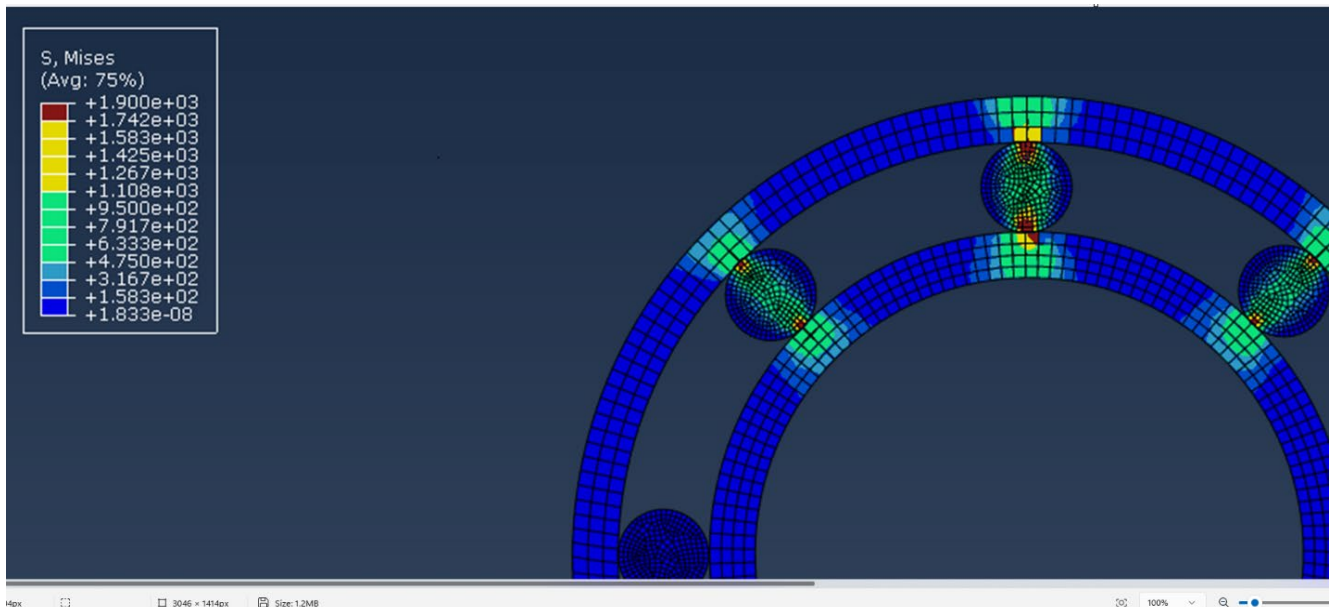 S, Mises
(Avg: 75%)
+1.900e+03
+1.742e+03
+1.583e+03
+1.425e+03
+1.267e+03
+1.108e+03
+9.500e+02
+7.917e+02
+6.333e+02
+4.750e+02
+3.167e+02
+1.583e+02
+1.833e-08
3046 × 1414px
Size: 1.2MB
100%